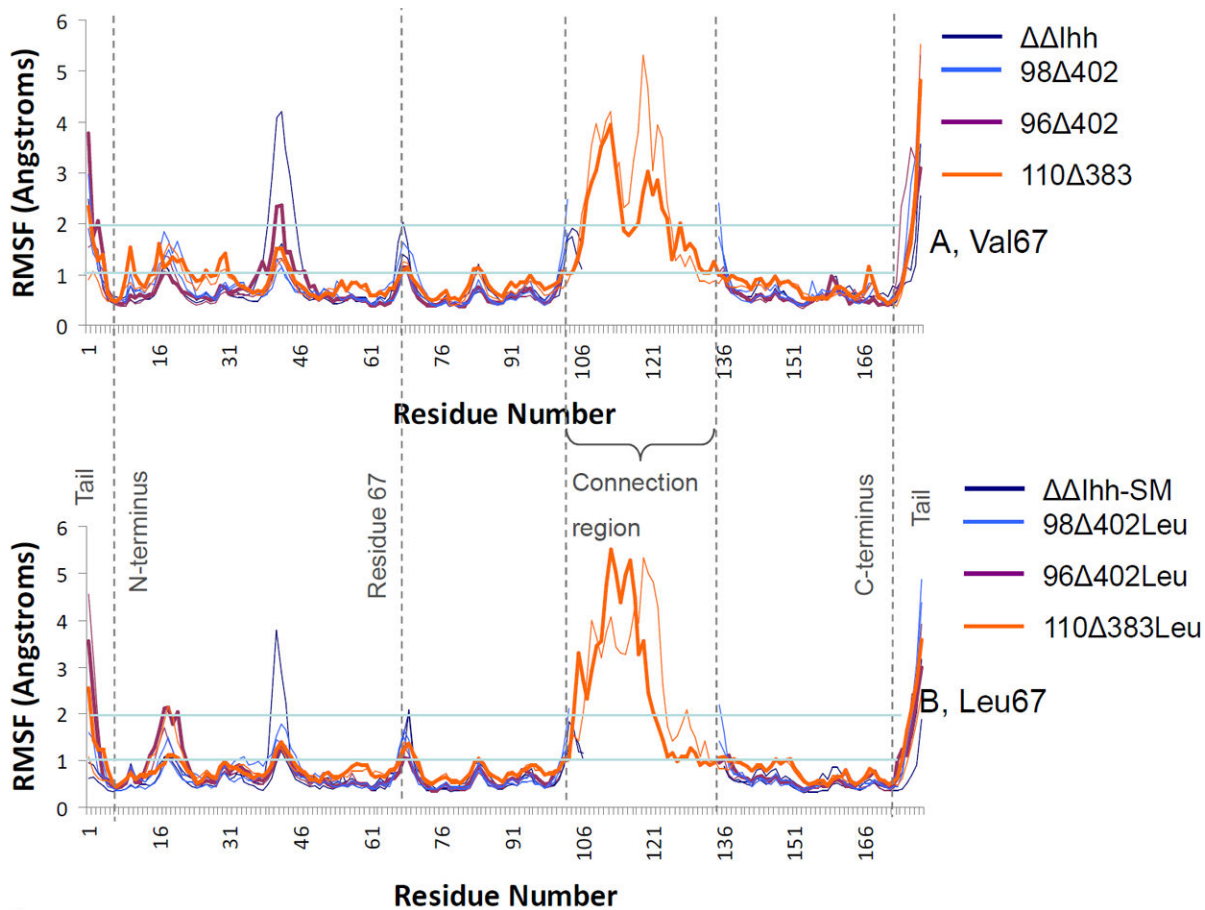 RMSF (Angstroms)
6
5
4
3
2
1
0
1
16
31
46
61
76
91
106
121
136
151
166
Residue Number
ΔΔIhh
98Δ402
96Δ402
110Δ383
A, Val67
Tail
N-terminus
Residue 67
Connection
region
C-terminus
Tail
RMSF (Angstroms)
6
5
4
3
2
1
0
1
16
31
46
61
76
91
106
121
136
151
166
Residue Number
ΔΔIhh-SM
98Δ402Leu
96Δ402Leu
110Δ383Leu
B, Leu67